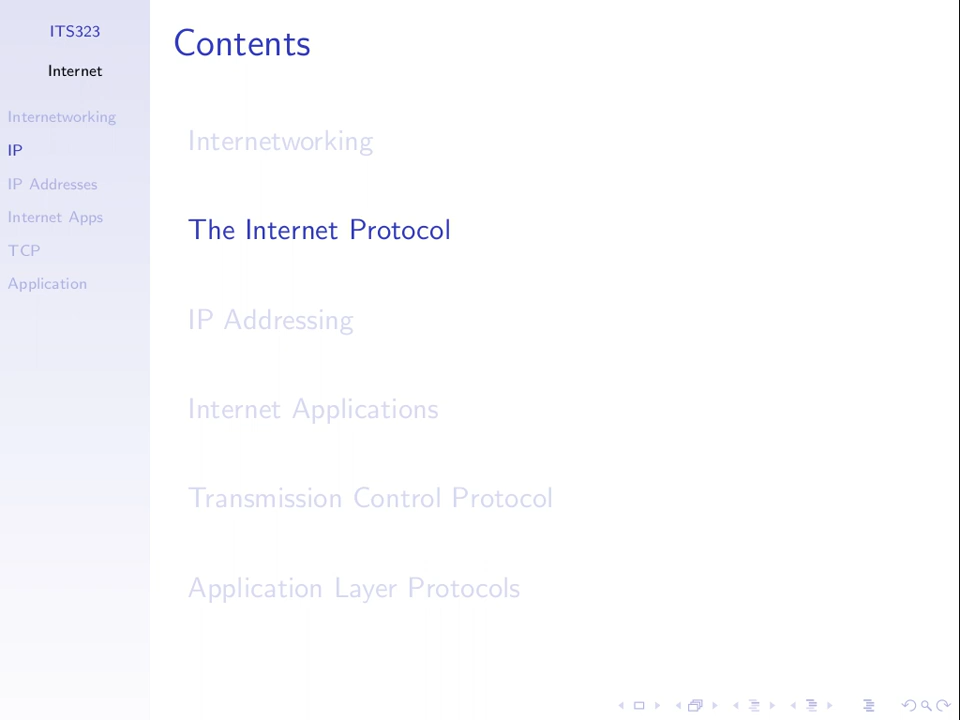 ITS323
Internet
Internetworking
IP
IP Addresses
Internet Apps
TCP
Application
Contents
Internetworking
The Internet Protocol
IP Addressing
Internet Applications
Transmission Control Protocol
Application Layer Protocols